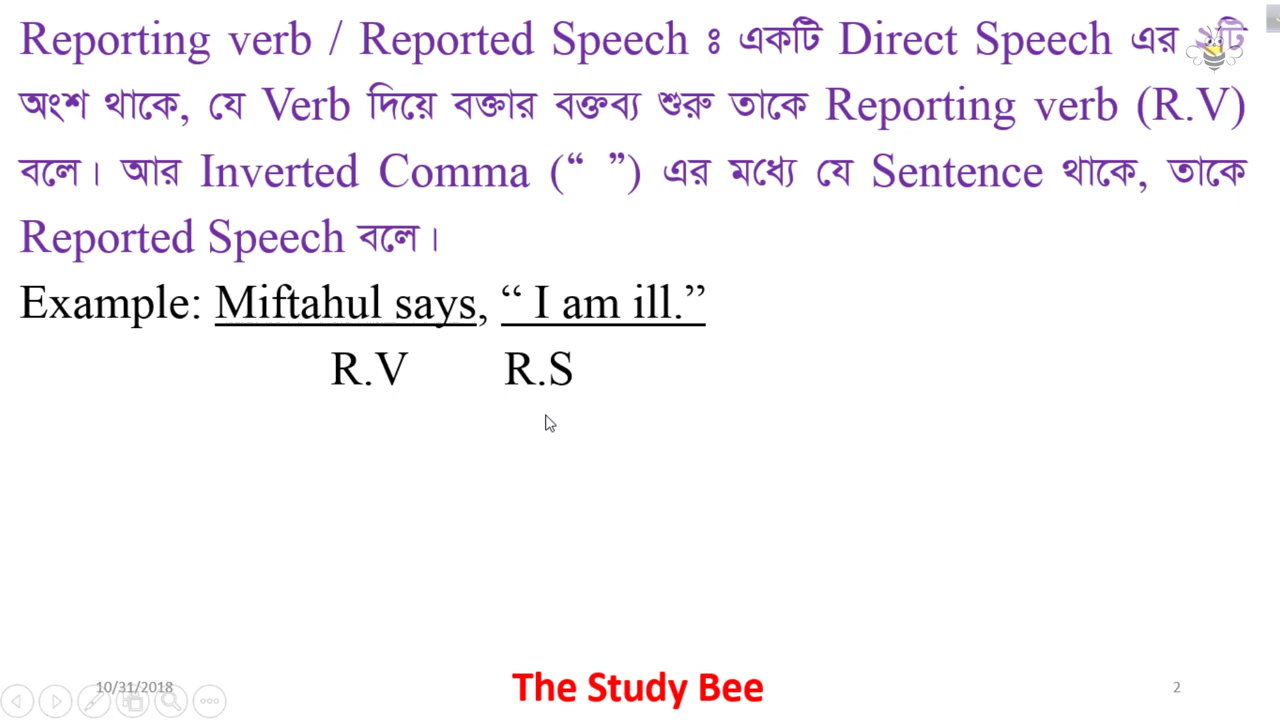 Reporting verb / Reported Speech ঃ একটি Direct Speech এর ২টি
অংশ থাকে, যে Verb দিয়ে বক্তার বক্তব্য শুরু তাকে Reporting verb (R.V)
বলে। আর Inverted Comma (“ ”) এর মধ্যে যে Sentence থাকে, তাকে
Reported Speech বলে।
Example: Miftahul says, “ I am ill.”
R.V R.S
10/31/2018 The Study Bee 2